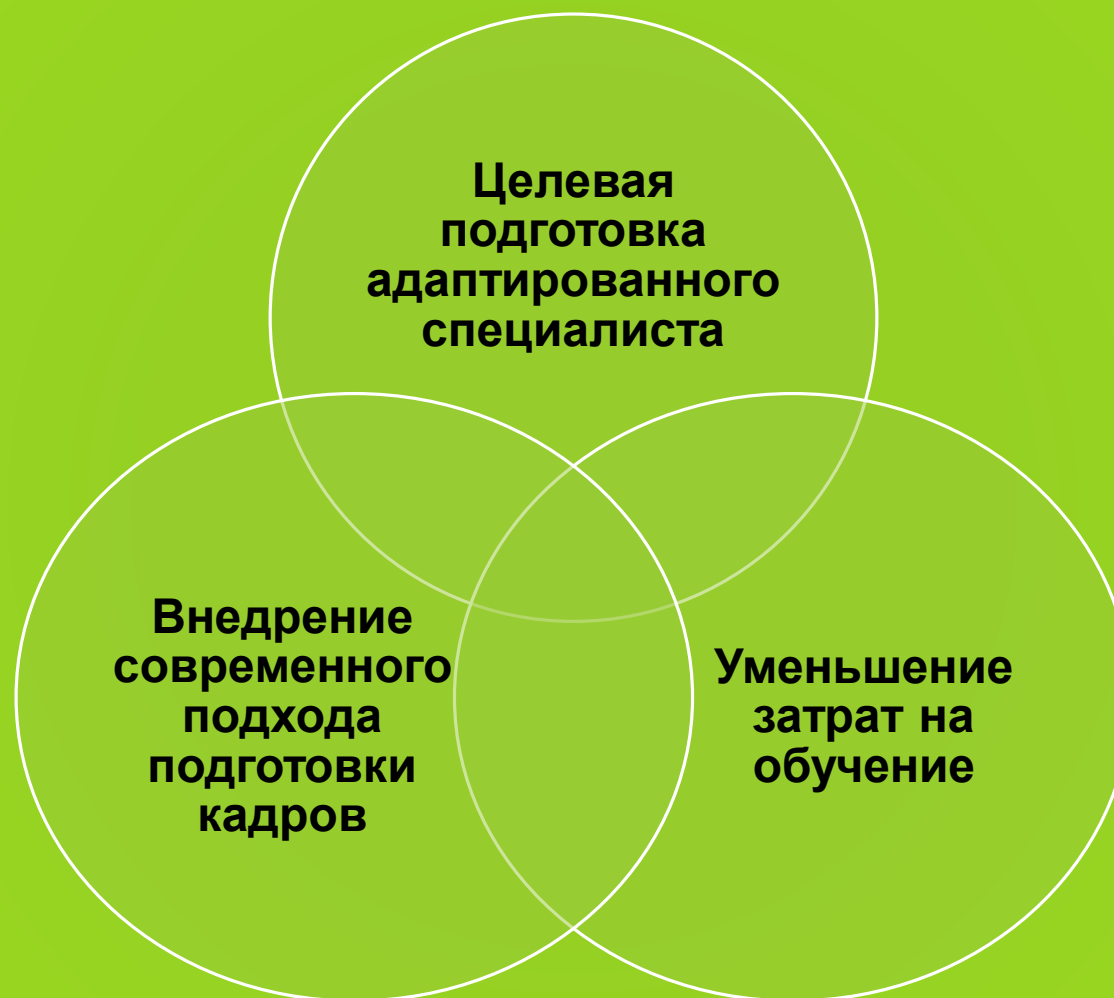 Целевая
подготовка
адаптированного
специалиста
Внедрение
современного
подхода
подготовки
кадров
Уменьшение
затрат на
обучение